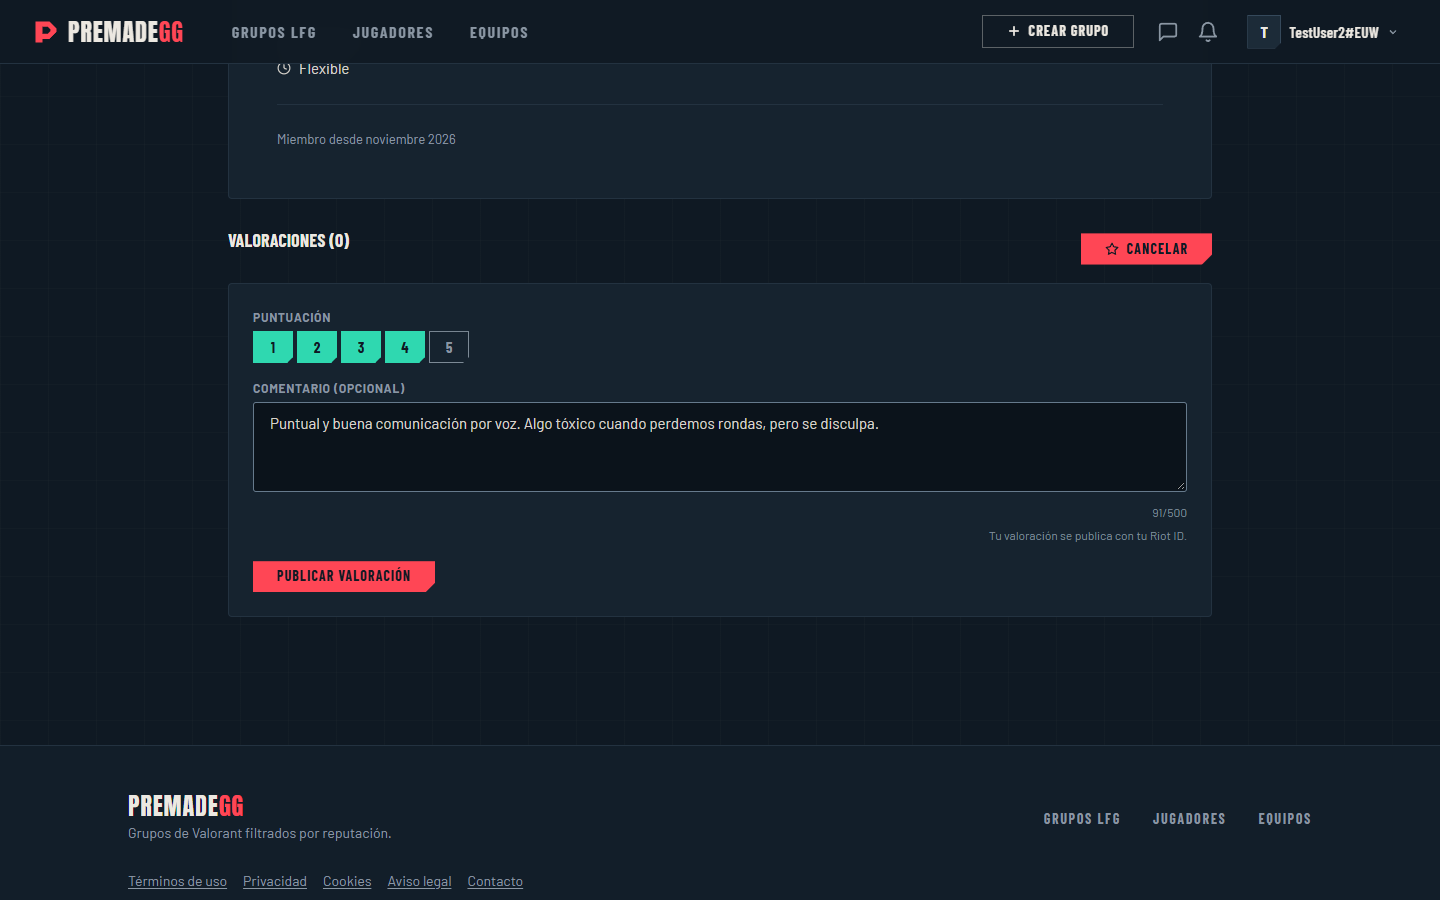 PREMADEGG
GRUPOS LFG
JUGADORES
EQUIPOS
CREAR GRUPO
T
TestUser2#EUW
Flexible
Miembro desde noviembre 2026
VALORACIONES (0)
CANCELAR
PUNTUACIÓN
1 2 3 4 5
COMENTARIO (OPCIONAL)
Puntual y buena comunicación por voz. Algo tóxico cuando perdemos rondas, pero se disculpa.
91/500
Tu valoración se publica con tu Riot ID.
PUBLICAR VALORACIÓN
PREMADEGG
Grupos de Valorant filtrados por reputación.
GRUPOS LFG
JUGADORES
EQUIPOS
Términos de uso
Privacidad
Cookies
Aviso legal
Contacto